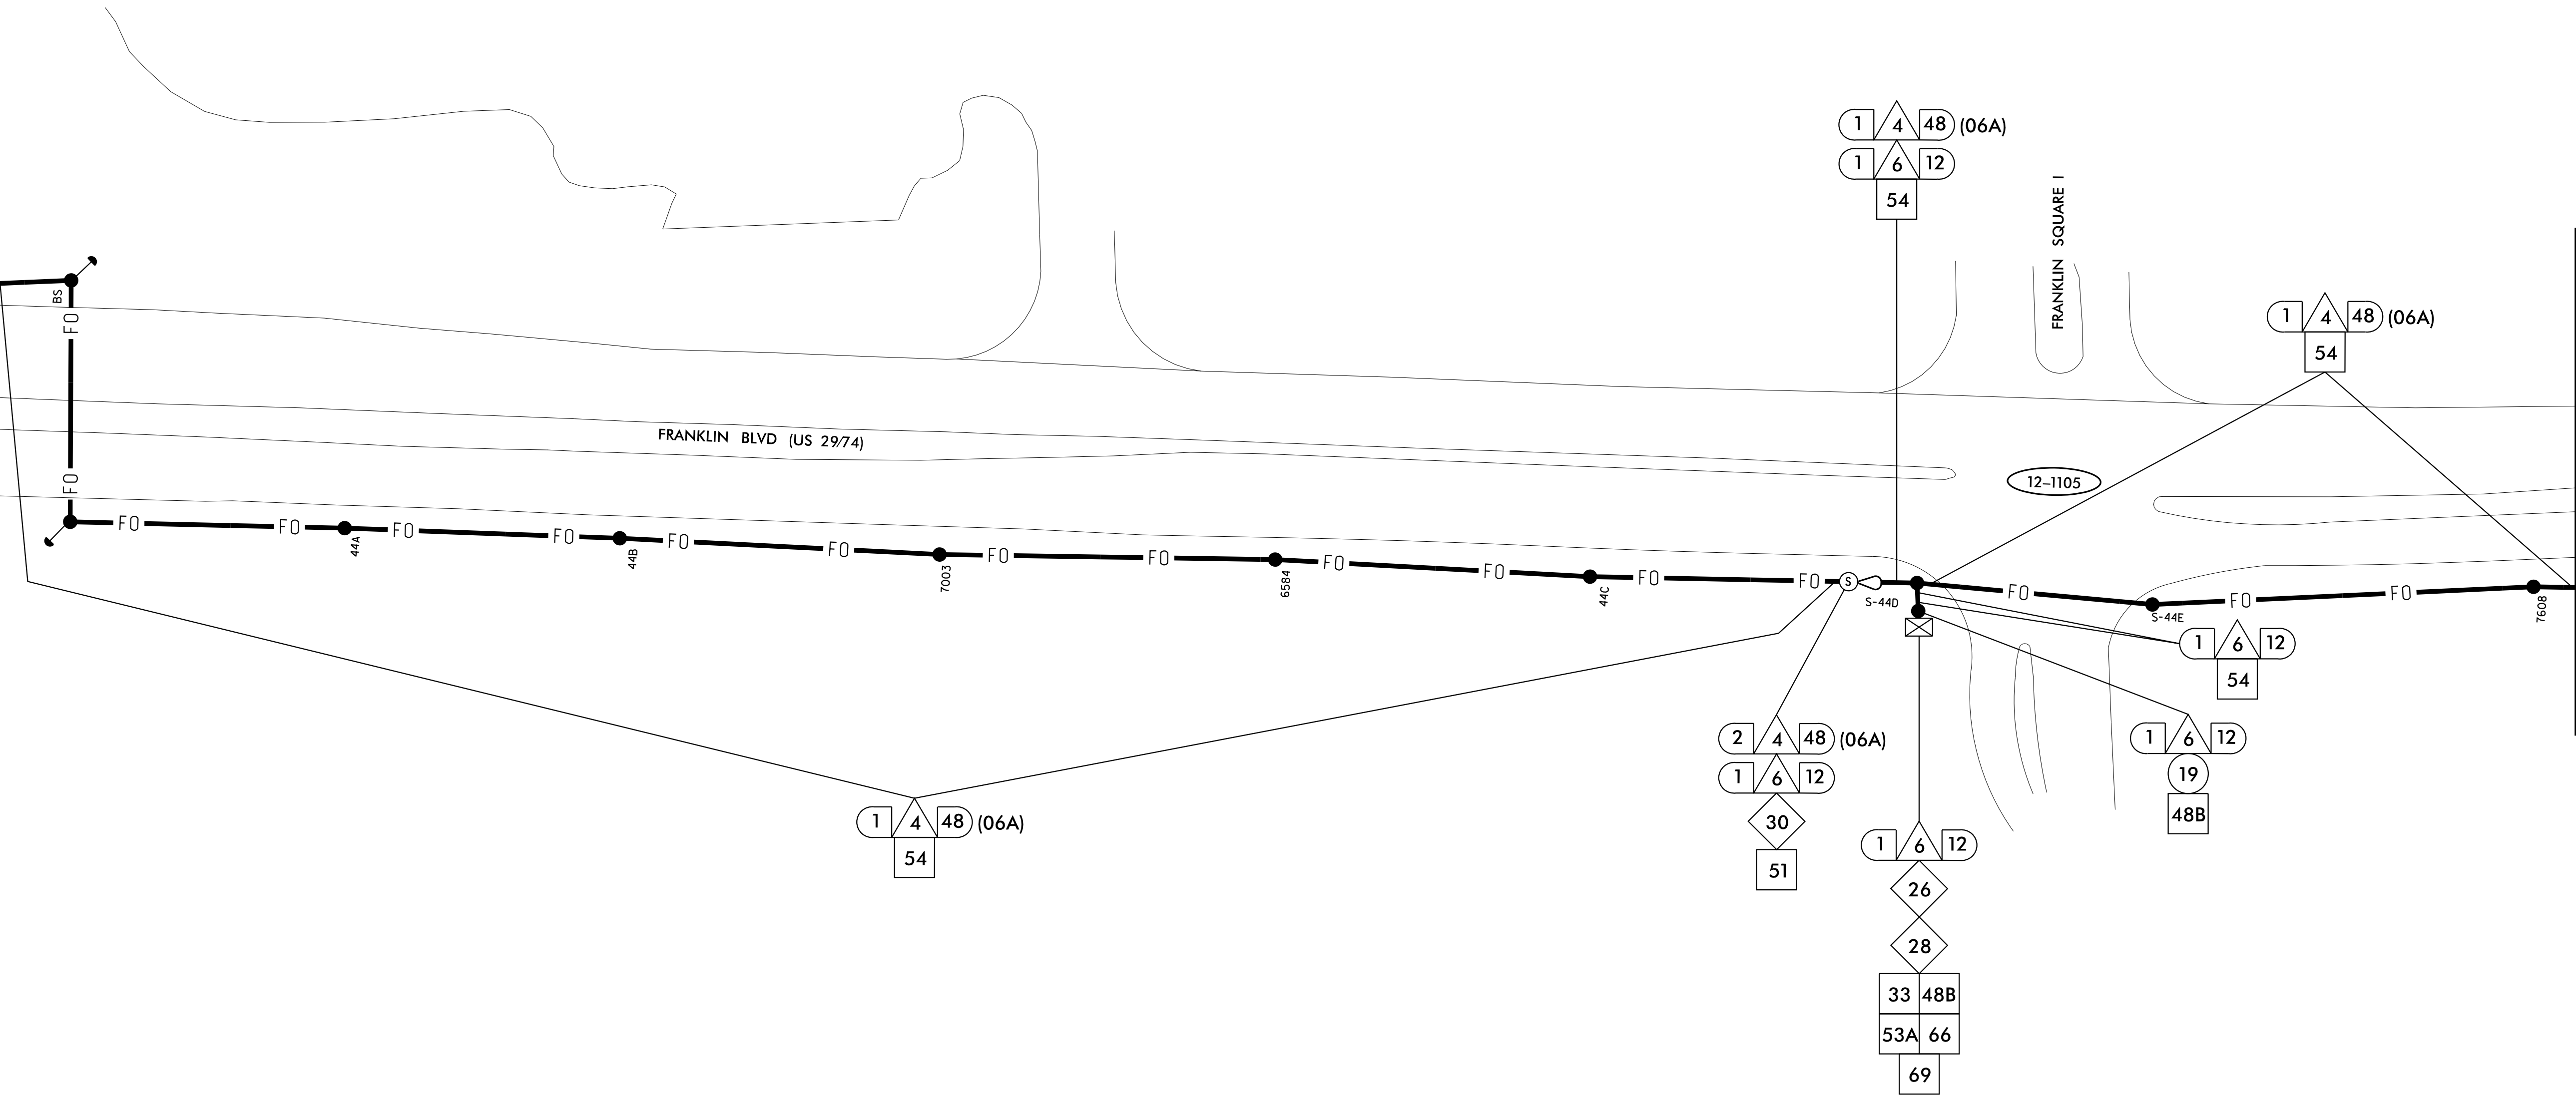 1 4 48 (06A)
1 6 12
54
FRANKLIN SQUARE I
1 4 48 (06A)
54
BS
FO
FO
FRANKLIN BLVD (US 29/74)
12-1105
FO FO FO FO FO FO FO FO FO FO FO FO FO FO FO
44A
44B
7003
6584
44C
S
S-44D
S-44E
7608
1 6 12
54
2 4 48 (06A)
1 6 12
30
51
1 6 12
19
48B
1 4 48 (06A)
54
1 6 12
26
28
33 48B
53A 66
69